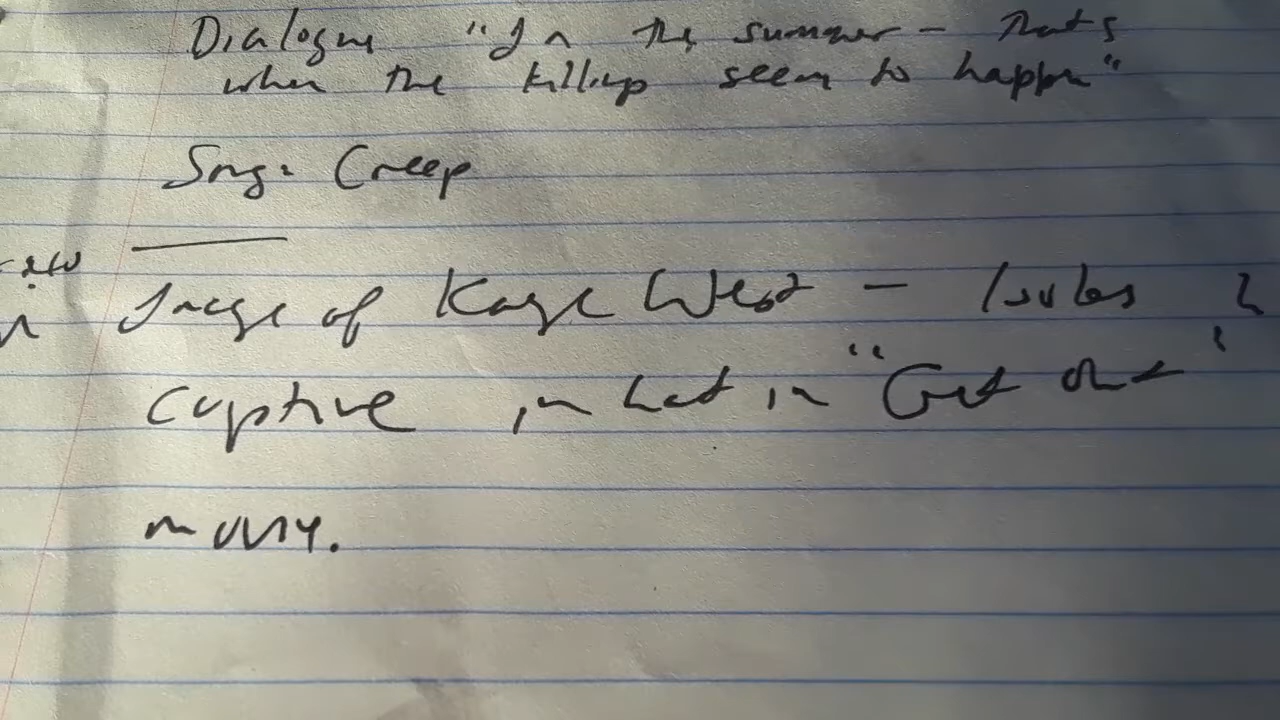 Dialogue "In the summer - that's
when the killings seem to happen"
Song: Creep
Image of Kanye West - looks
captive in hat in "Get Out"
movie.